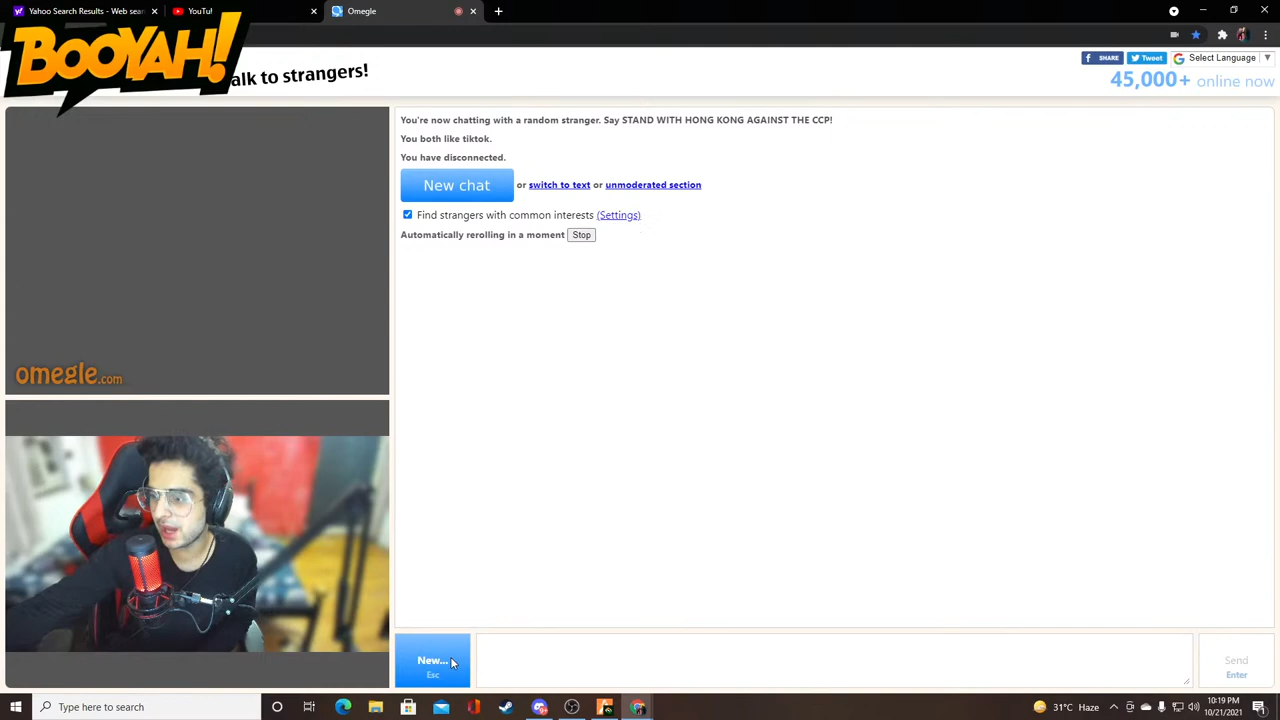 Yahoo Search Results - Web sear
YouTu!
Omegle
BOOYAH!
alk to strangers!
SHARE
Tweet
Select Language
45,000+ online now
You're now chatting with a random stranger. Say STAND WITH HONG KONG AGAINST THE CCP!
You both like tiktok.
You have disconnected.
New chat or switch to text or unmoderated section
Find strangers with common interests (Settings)
Automatically rerolling in a moment Stop
omegle.com
New...
Esc
Send
Enter
Type here to search
31°C Haze
10:19 PM
10/21/2021